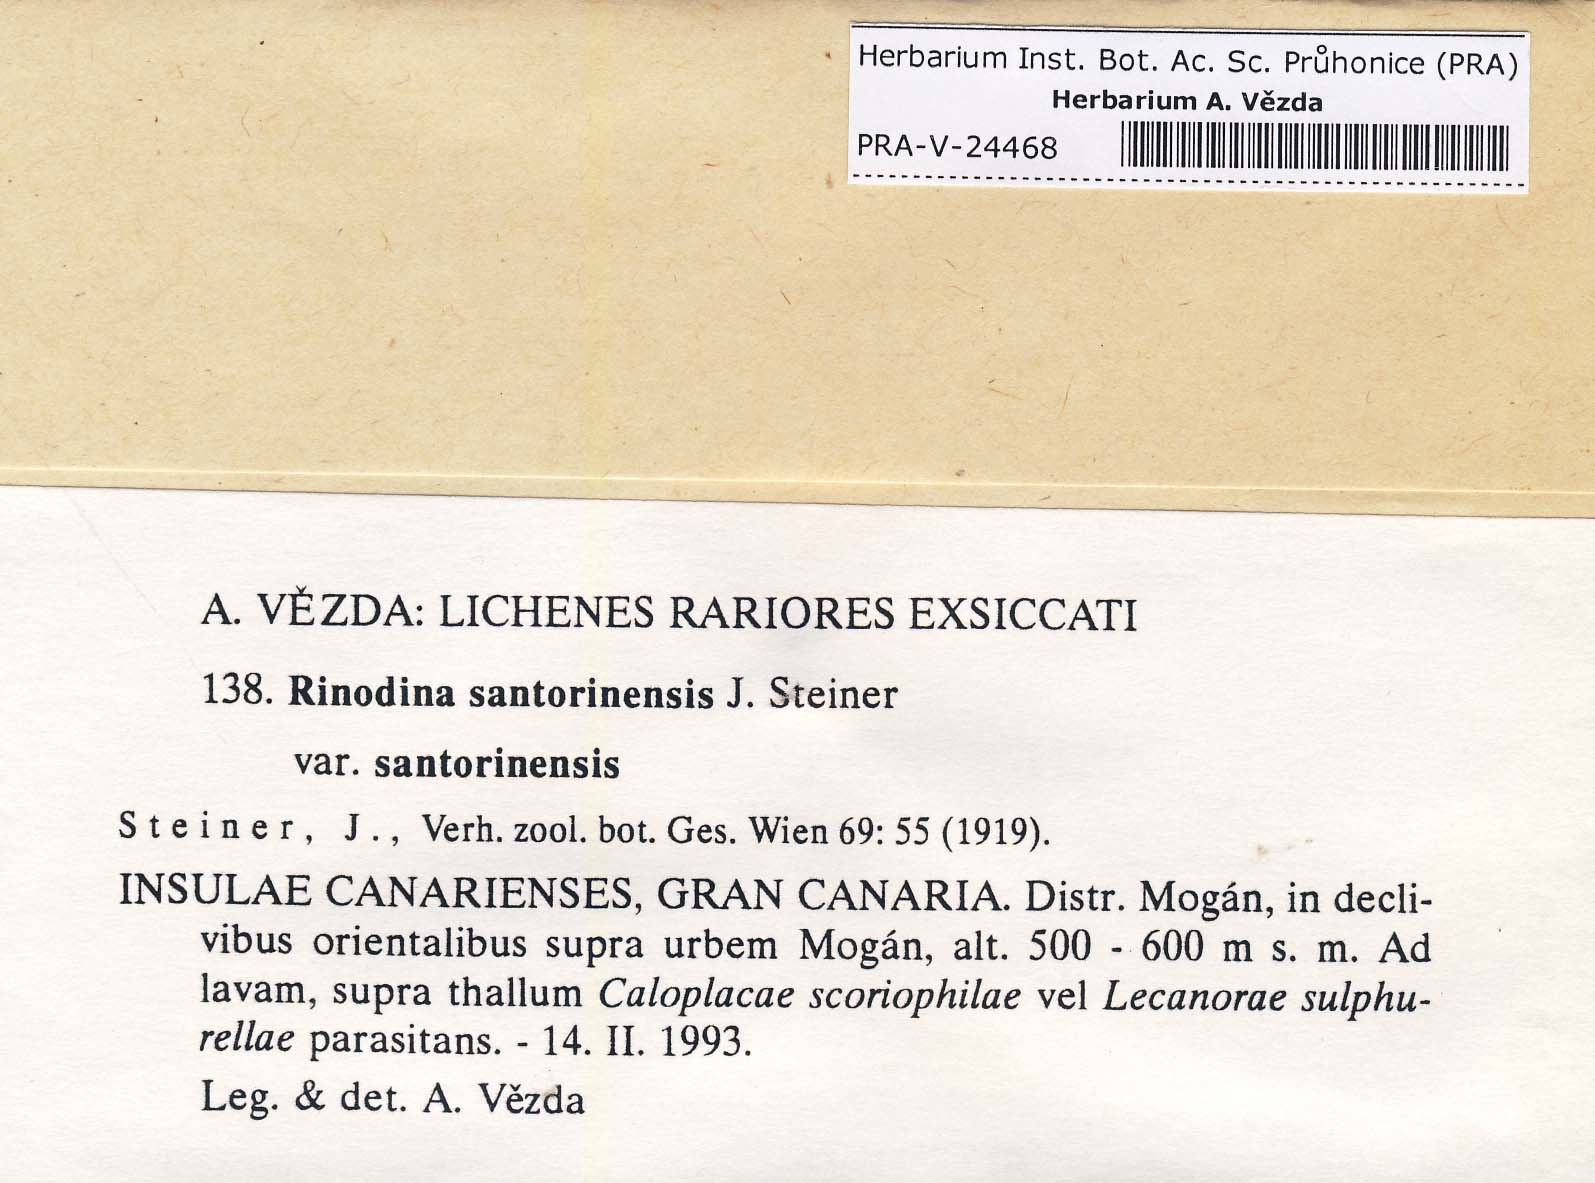 Herbarium Inst. Bot. Ac. Sc. Průhonice (PRA)
Herbarium A. Vězda
PRA-V-24468
A. VĚZDA: LICHENES RARIORES EXSICCATI
138. Rinodina santorinensis J. Steiner
var. santorinensis
Steiner, J., Verh. zool. bot. Ges. Wien 69: 55 (1919).
INSULAE CANARIENSES, GRAN CANARIA. Distr. Mogán, in decli-
vibus orientalibus supra urbem Mogán, alt. 500 - 600 m s. m. Ad
lavam, supra thallum Caloplacae scoriophilae vel Lecanorae sulphu-
rellae parasitans. - 14. II. 1993.
Leg. & det. A. Vězda